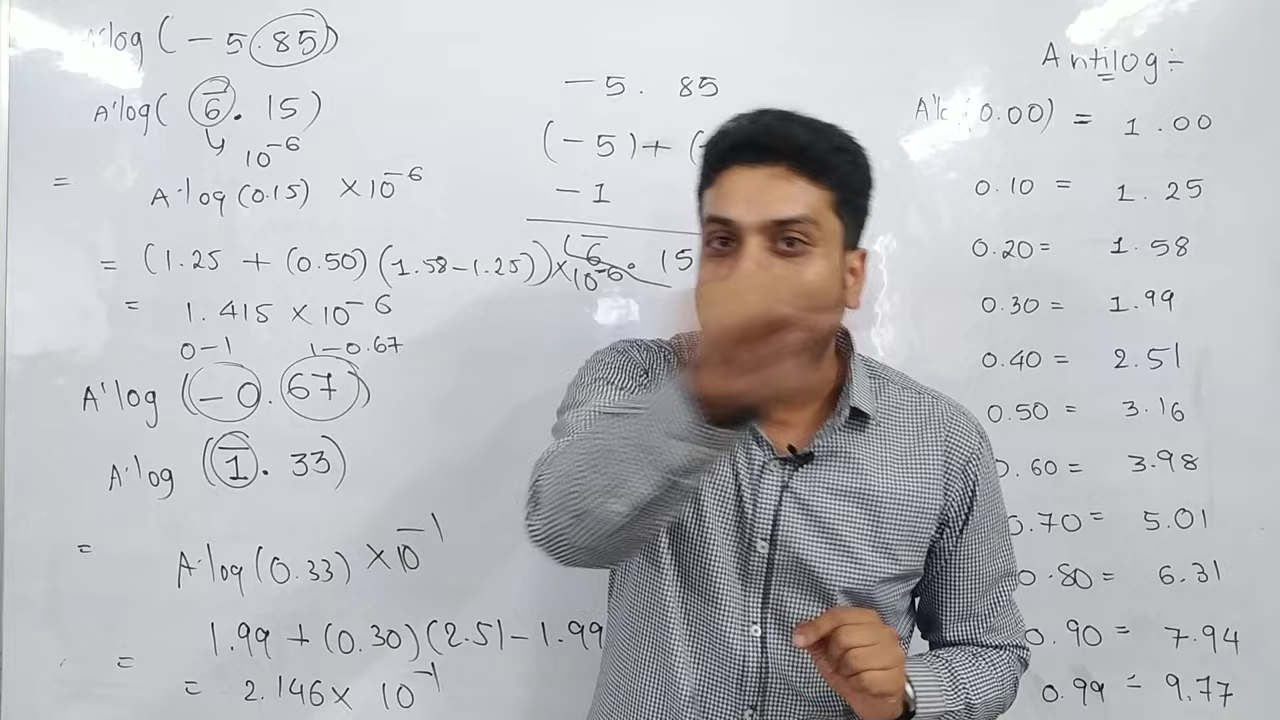 A'log (-5.85)
A'log( 6̅. 15)
↳ 10⁻⁶
= A·log(0.15) ×10⁻⁶
= (1.25 + (0.50)(1.58-1.25))×10⁻⁶
= 1.415 ×10⁻⁶
0-1 1-0.67
A'log (-0.67)
A·log (1̅. 33)
= A·log(0.33) ×10⁻¹
= 1.99 + (0.30)(2.51-1.99
= 2.146× 10⁻¹
-5. 85
(-5)+ (
-1
6̅. 15
Antilog÷
(0.00) = 1.00
0.10 = 1.25
0.20= 1.58
0.30 = 1.99
0.40 = 2.51
0.50 = 3.16
0.60 = 3.98
0.70= 5.01
0.80= 6.31
0.90 = 7.94
0.99 = 9.77